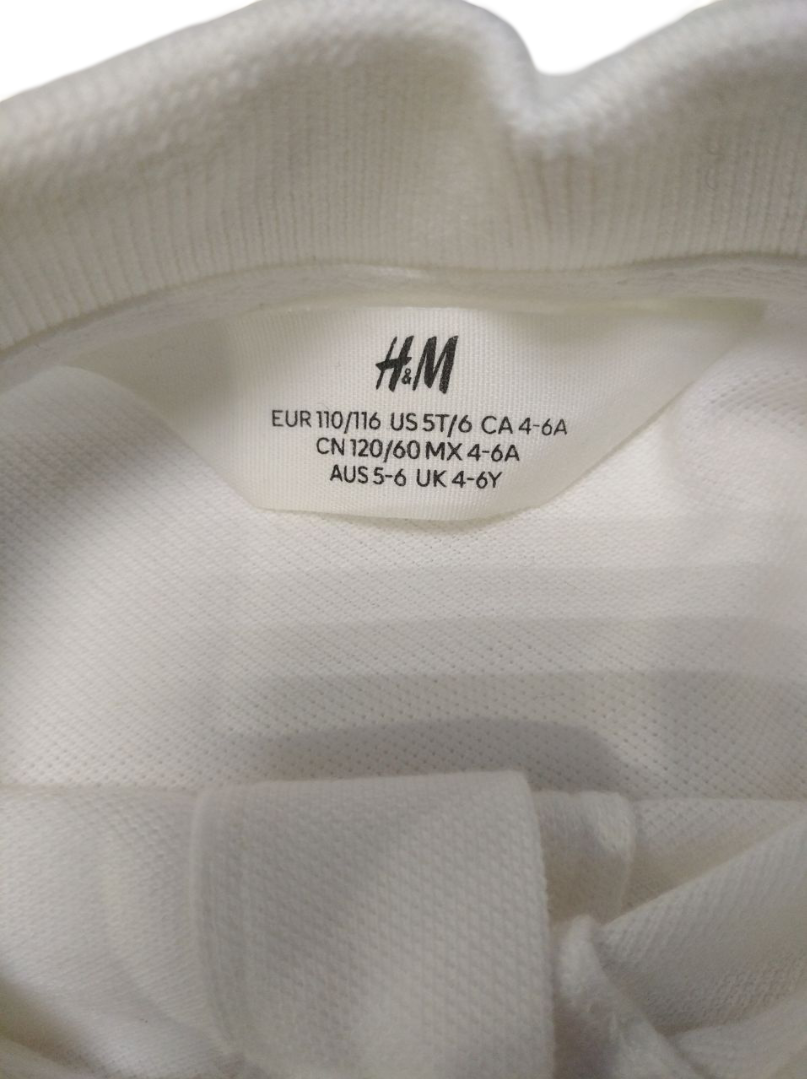 H&M
EUR 110/116 US 5T/6 CA 4-6A
CN 120/60 MX 4-6A
AUS 5-6 UK 4-6Y